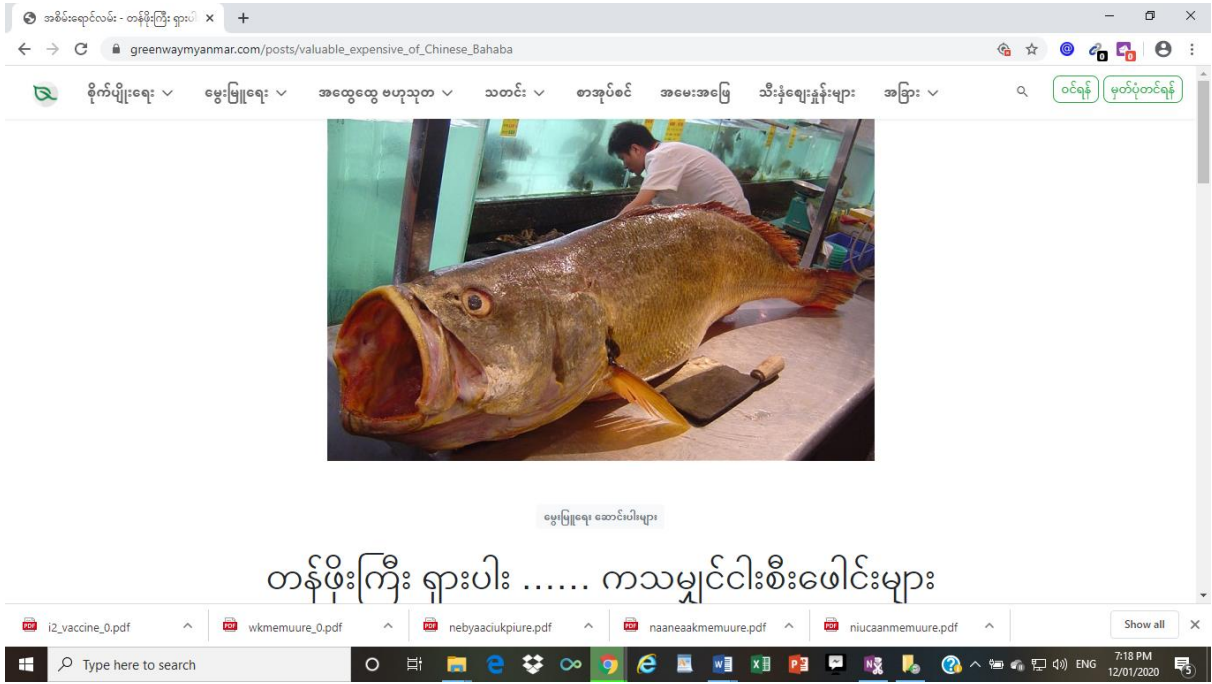 အစိမ်းရောင်လမ်း - တန်ဖိုးကြီး ရှားပါ
greenwaymyanmar.com/posts/valuable_expensive_of_Chinese_Bahaba
စိုက်ပျိုးရေး မွေးမြူရေး အထွေထွေ ဗဟုသုတ သတင်း စာအုပ်စင် အမေးအဖြေ သီးနှံဈေးနှုန်းများ အခြား ဝင်ရန် မှတ်ပုံတင်ရန်
မွေးမြူရေး ဆောင်းပါးများ
တန်ဖိုးကြီး ရှားပါး ...... ကသမျှင်ငါးစီးဖေါင်းများ
i2_vaccine_0.pdf wkmemuure_0.pdf nebyaaciukpiure.pdf naaneaakmemuure.pdf niucaanmemuure.pdf Show all
Type here to search ENG 7:18 PM
12/01/2020